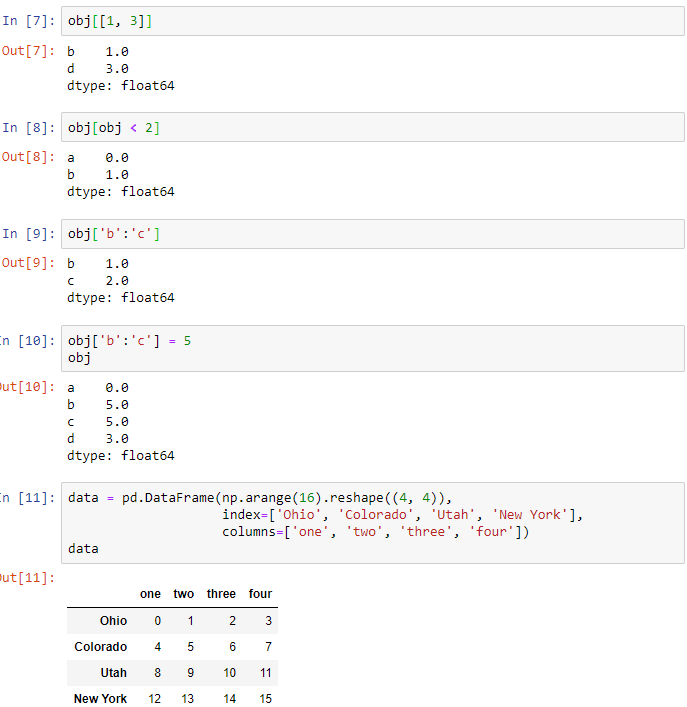 In [7]: obj[[1, 3]]
Out[7]: b 1.0
d 3.0
dtype: float64
In [8]: obj[obj < 2]
Out[8]: a 0.0
b 1.0
dtype: float64
In [9]: obj['b':'c']
Out[9]: b 1.0
c 2.0
dtype: float64
n [10]: obj['b':'c'] = 5
obj
ut[10]: a 0.0
b 5.0
c 5.0
d 3.0
dtype: float64
n [11]: data = pd.DataFrame(np.arange(16).reshape((4, 4)),
index=['Ohio', 'Colorado', 'Utah', 'New York'],
columns=['one', 'two', 'three', 'four'])
data
ut[11]:
one two three four
Ohio 0 1 2 3
Colorado 4 5 6 7
Utah 8 9 10 11
New York 12 13 14 15